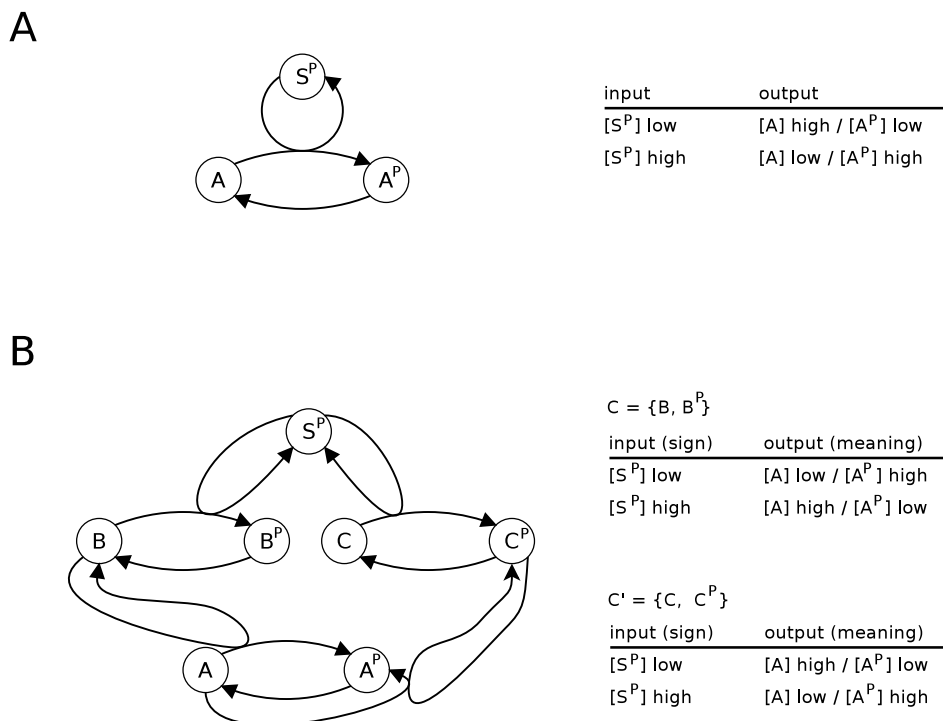 A
S^P
A
A^P
input output
[S^P] low [A] high / [A^P] low
[S^P] high [A] low / [A^P] high
B
S^P
B
B^P
C
C^P
A
A^P
C = {B, B^P}
input (sign) output (meaning)
[S^P] low [A] low / [A^P] high
[S^P] high [A] high / [A^P] low
C' = {C, C^P}
input (sign) output (meaning)
[S^P] low [A] high / [A^P] low
[S^P] high [A] low / [A^P] high